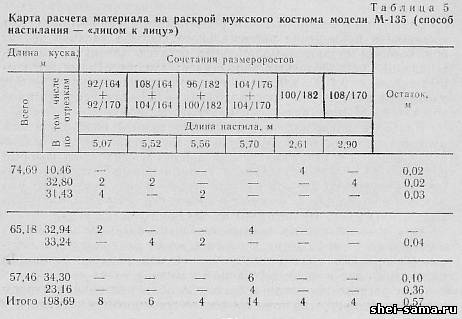 Таблица 5
Карта расчета материала на раскрой мужского костюма модели М-135 (способ
настилания — «лицом к лицу»)
Длина куска, м
Сочетания размероростов
Остаток, м
Всего
В том числе по отрезкам
92/164 + 92/170
108/164 + 104/164
96/182 + 100/182
104/176 + 104/170
100/182
108/170
Длина настила, м
5,07 5,52 5,56 5,70 2,61 2,90
74,69 10,46 — — — — 4 — 0,02
32,80 2 2 — — — 4 0,02
31,43 4 — 2 — — — 0,03
65,18 32,94 2 — — 4 — — —
33,24 — 4 2 — — — 0,04
57,46 34,30 — — — 6 — — 0,10
23,16 — — — 4 — — 0,36
Итого 198,69 8 6 4 14 4 4 0,57
shei-sama.ru